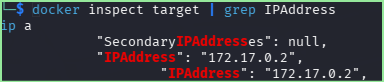 └─$ docker inspect target | grep IPAddress
ip a
"SecondaryIPAddresses": null,
"IPAddress": "172.17.0.2",
"IPAddress": "172.17.0.2",